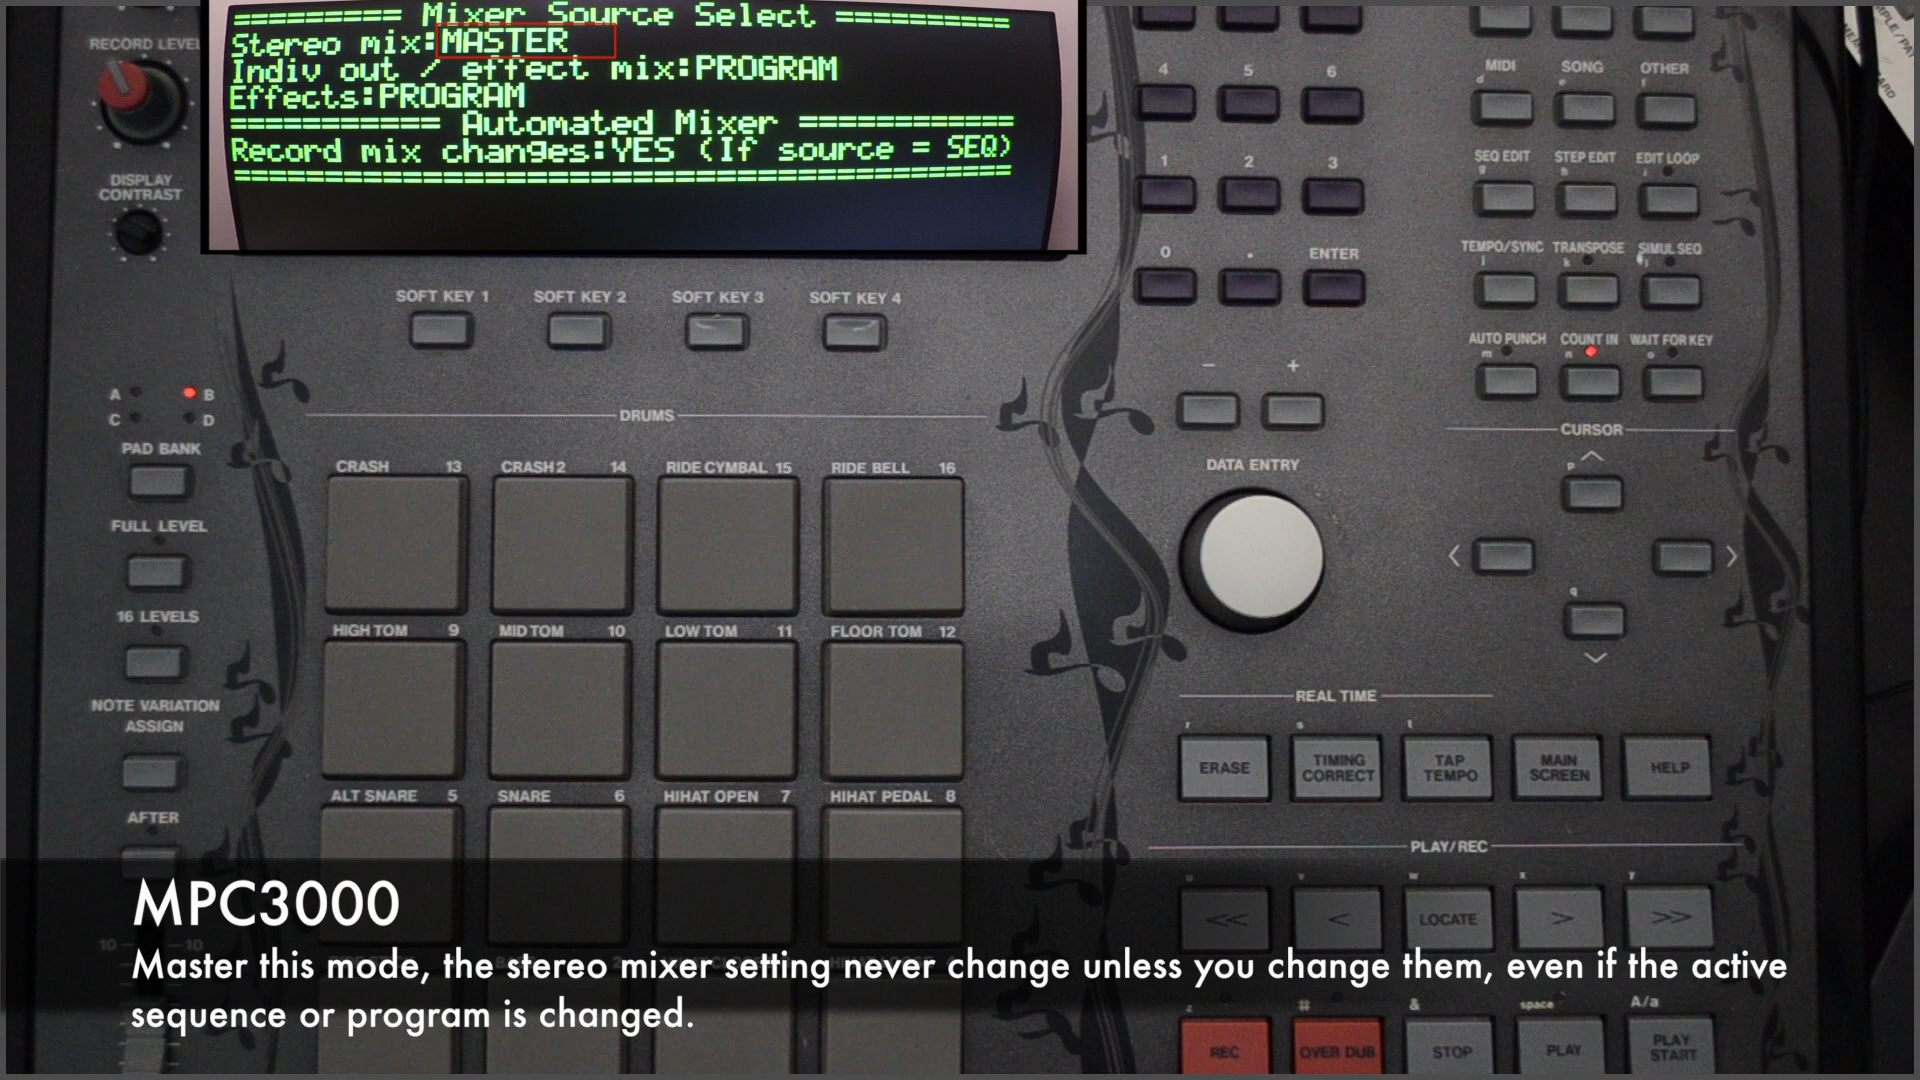 ========= Mixer Source Select ==========
Stereo mix:MASTER
Indiv out / effect mix:PROGRAM
Effects:PROGRAM
=========== Automated Mixer ============
Record mix changes:YES (If source = SEQ)
RECORD LEVEL
DISPLAY
CONTRAST
SOFT KEY 1 SOFT KEY 2 SOFT KEY 3 SOFT KEY 4
A B
C D
PAD BANK
FULL LEVEL
16 LEVELS
NOTE VARIATION
ASSIGN
AFTER
10 10
DRUMS
CRASH 13 CRASH 2 14 RIDE CYMBAL 15 RIDE BELL 16
HIGH TOM 9 MID TOM 10 LOW TOM 11 FLOOR TOM 12
ALT SNARE 5 SNARE 6 HIHAT OPEN 7 HIHAT PEDAL 8
4 5 6
1 2 3
0 . ENTER
- +
DATA ENTRY
MIDI SONG OTHER
d e f
SEQ EDIT STEP EDIT EDIT LOOP
g h i
TEMPO/SYNC TRANSPOSE SIMUL SEQ
j k l
AUTO PUNCH COUNT IN WAIT FOR KEY
m n o
CURSOR
p
q
REAL TIME
r s t
ERASE
TIMING
CORRECT
TAP
TEMPO
MAIN
SCREEN
HELP
PLAY/REC
u v w x y
<< < LOCATE > >>
z # & space A/a
REC OVER DUB STOP PLAY
PLAY
START
MPC3000
Master this mode, the stereo mixer setting never change unless you change them, even if the active
sequence or program is changed.